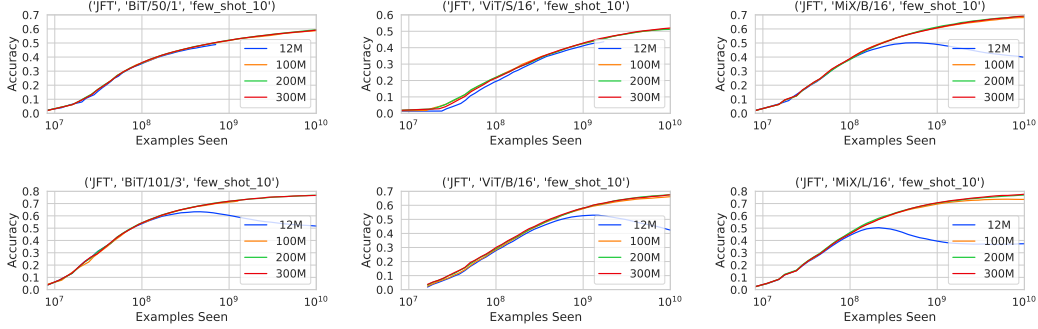 ('JFT', 'BiT/50/1', 'few_shot_10')
0.7
0.6
0.5
0.4
0.3
0.2
0.1
0.0
Accuracy
12M
100M
200M
300M
10^7 10^8 10^9 10^10
Examples Seen
('JFT', 'ViT/S/16', 'few_shot_10')
0.6
0.5
0.4
0.3
0.2
0.1
0.0
Accuracy
12M
100M
200M
300M
10^7 10^8 10^9 10^10
Examples Seen
('JFT', 'MiX/B/16', 'few_shot_10')
0.7
0.6
0.5
0.4
0.3
0.2
0.1
0.0
Accuracy
12M
100M
200M
300M
10^7 10^8 10^9 10^10
Examples Seen
('JFT', 'BiT/101/3', 'few_shot_10')
0.8
0.7
0.6
0.5
0.4
0.3
0.2
0.1
0.0
Accuracy
12M
100M
200M
300M
10^7 10^8 10^9 10^10
Examples Seen
('JFT', 'ViT/B/16', 'few_shot_10')
0.7
0.6
0.5
0.4
0.3
0.2
0.1
0.0
Accuracy
12M
100M
200M
300M
10^7 10^8 10^9 10^10
Examples Seen
('JFT', 'MiX/L/16', 'few_shot_10')
0.8
0.7
0.6
0.5
0.4
0.3
0.2
0.1
0.0
Accuracy
12M
100M
200M
300M
10^7 10^8 10^9 10^10
Examples Seen